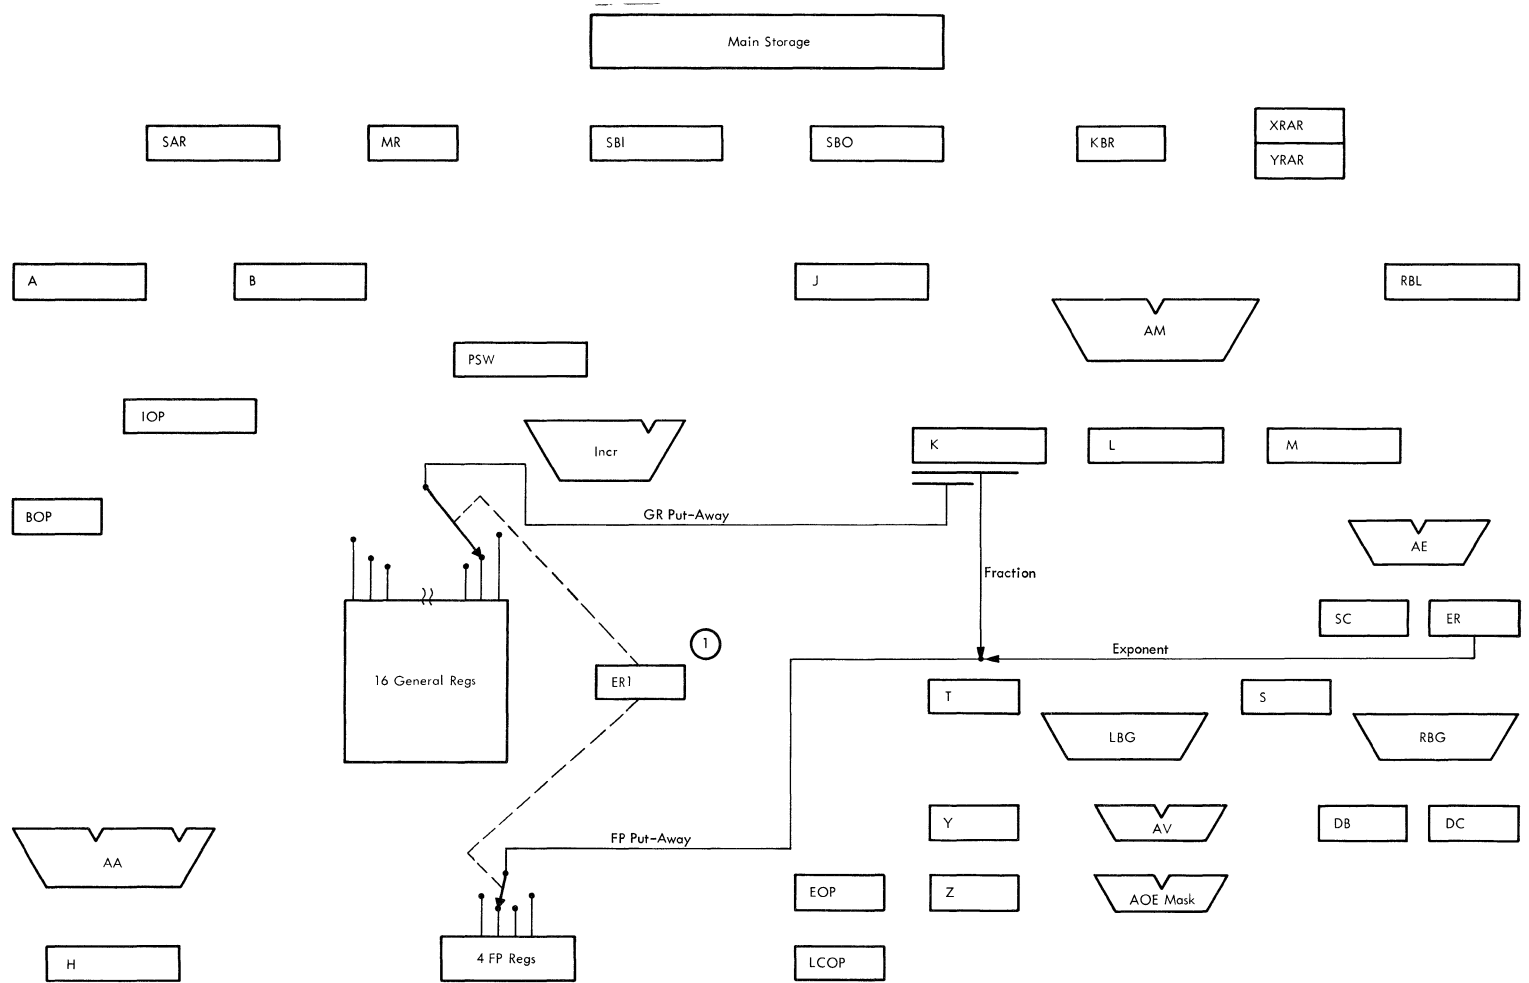 Main Storage
SAR
MR
SBI
SBO
KBR
XRAR
YRAR
A
B
J
RBL
AM
PSW
IOP
Incr
K
L
M
BOP
GR Put-Away
AE
Fraction
SC
ER
1
Exponent
16 General Regs
ER1
T
S
LBG
RBG
Y
AV
DB
DC
FP Put-Away
AA
EOP
Z
AOE Mask
4 FP Regs
H
LCOP